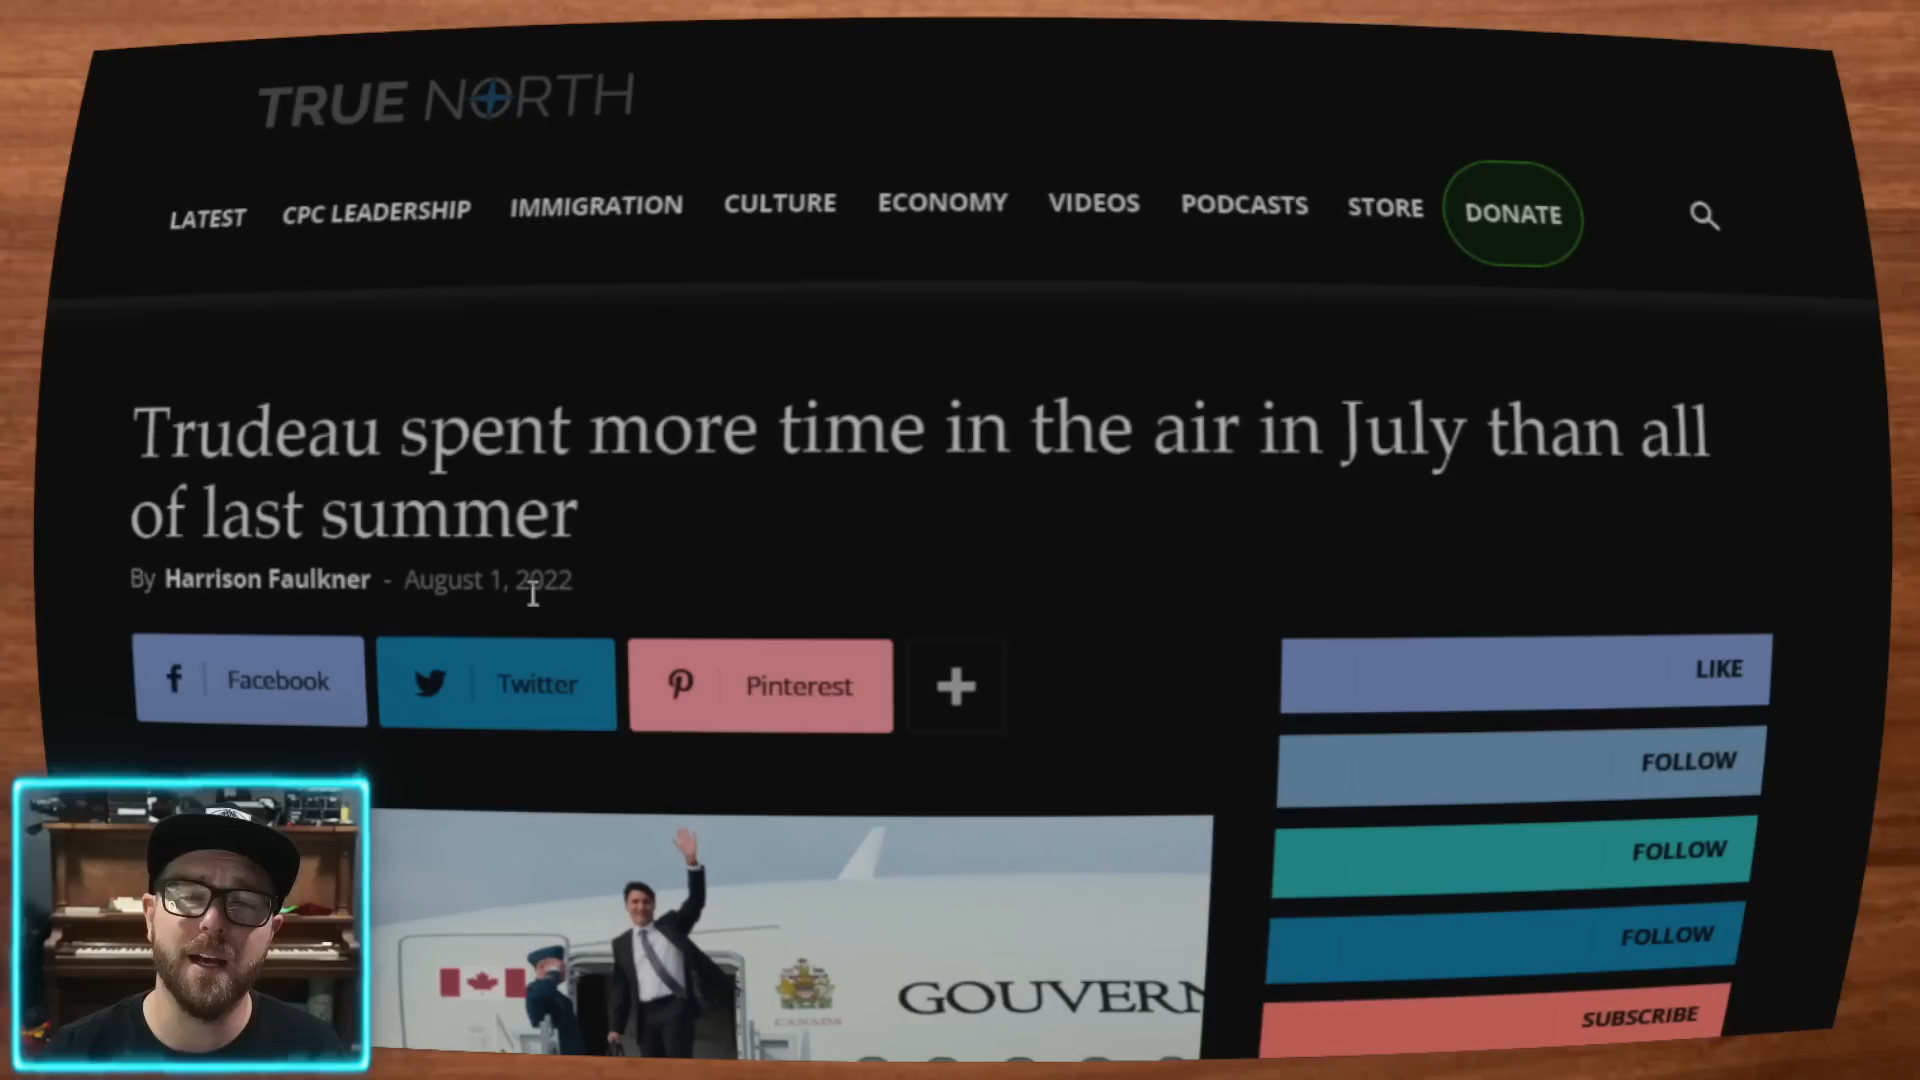 TRUE NORTH
LATEST CPC LEADERSHIP IMMIGRATION CULTURE ECONOMY VIDEOS PODCASTS STORE DONATE
Trudeau spent more time in the air in July than all
of last summer
By Harrison Faulkner - August 1, 2022
Facebook Twitter Pinterest
LIKE
FOLLOW
FOLLOW
FOLLOW
SUBSCRIBE
CANADA
GOUVERN